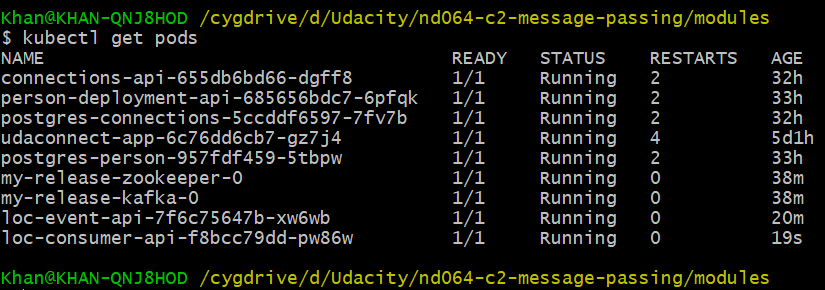 Khan@KHAN-QNJ8HOD /cygdrive/d/Udacity/nd064-c2-message-passing/modules
$ kubectl get pods
NAME READY STATUS RESTARTS AGE
connections-api-655db6bd66-dgff8 1/1 Running 2 32h
person-deployment-api-685656bdc7-6pfqk 1/1 Running 2 33h
postgres-connections-5ccddf6597-7fv7b 1/1 Running 2 32h
udaconnect-app-6c76dd6cb7-gz7j4 1/1 Running 4 5d1h
postgres-person-957fdf459-5tbpw 1/1 Running 2 33h
my-release-zookeeper-0 1/1 Running 0 38m
my-release-kafka-0 1/1 Running 0 38m
loc-event-api-7f6c75647b-xw6wb 1/1 Running 0 20m
loc-consumer-api-f8bcc79dd-pw86w 1/1 Running 0 19s
Khan@KHAN-QNJ8HOD /cygdrive/d/Udacity/nd064-c2-message-passing/modules